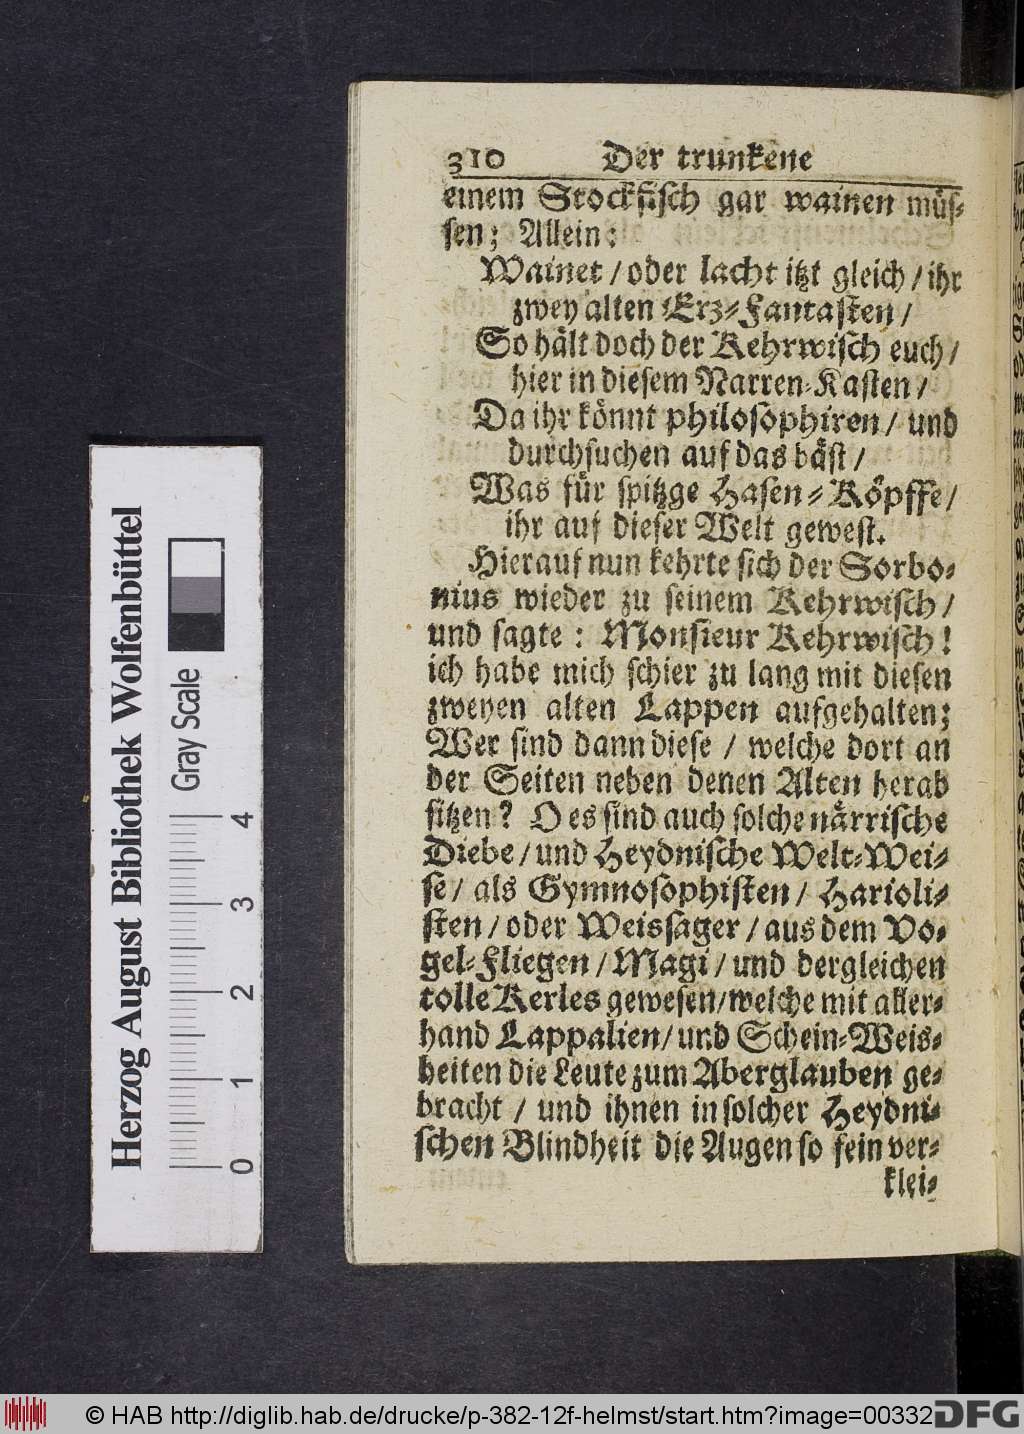 310 Der trunkene
einem Stockfisch gar wainen müs-
sen; Allein:
Wainet / oder lacht itzt gleich / ihr
zwey alten Erz-Fantasten /
So hält doch der Kehrwisch euch /
hier in diesem Narren-Kasten /
Da ihr könnt philosophiren / und
durchsuchen auf das bäst /
Was für spitzge Hasen-Köpffe /
ihr auf dieser Welt gewest.
Hierauf nun kehrte sich der Sorbo-
nius wieder zu seinem Kehrwisch /
und sagte : Monsieur Kehrwisch !
ich habe mich schier zu lang mit diesen
zweyen alten Lappen aufgehalten;
Wer sind dann diese / welche dort an
der Seiten neben denen Alten herab
sitzen? O es sind auch solche närrische
Diebe / und Heydnische Welt-Wei-
se / als Gymnosophisten / Harioli-
sten / oder Weissager / aus dem Vo-
gel-Fliegen / Magi / und dergleichen
tolle Kerles gewesen / welche mit aller-
hand Lappalien / und Schein-Weis-
heiten die Leute zum Aberglauben ge-
bracht / und ihnen in solcher Heydni-
schen Blindheit die Augen so fein ver-
klei-
Herzog August Bibliothek Wolfenbüttel
Gray Scale
0 1 2 3 4
© HAB http://diglib.hab.de/drucke/p-382-12f-helmst/start.htm?image=00332
DFG